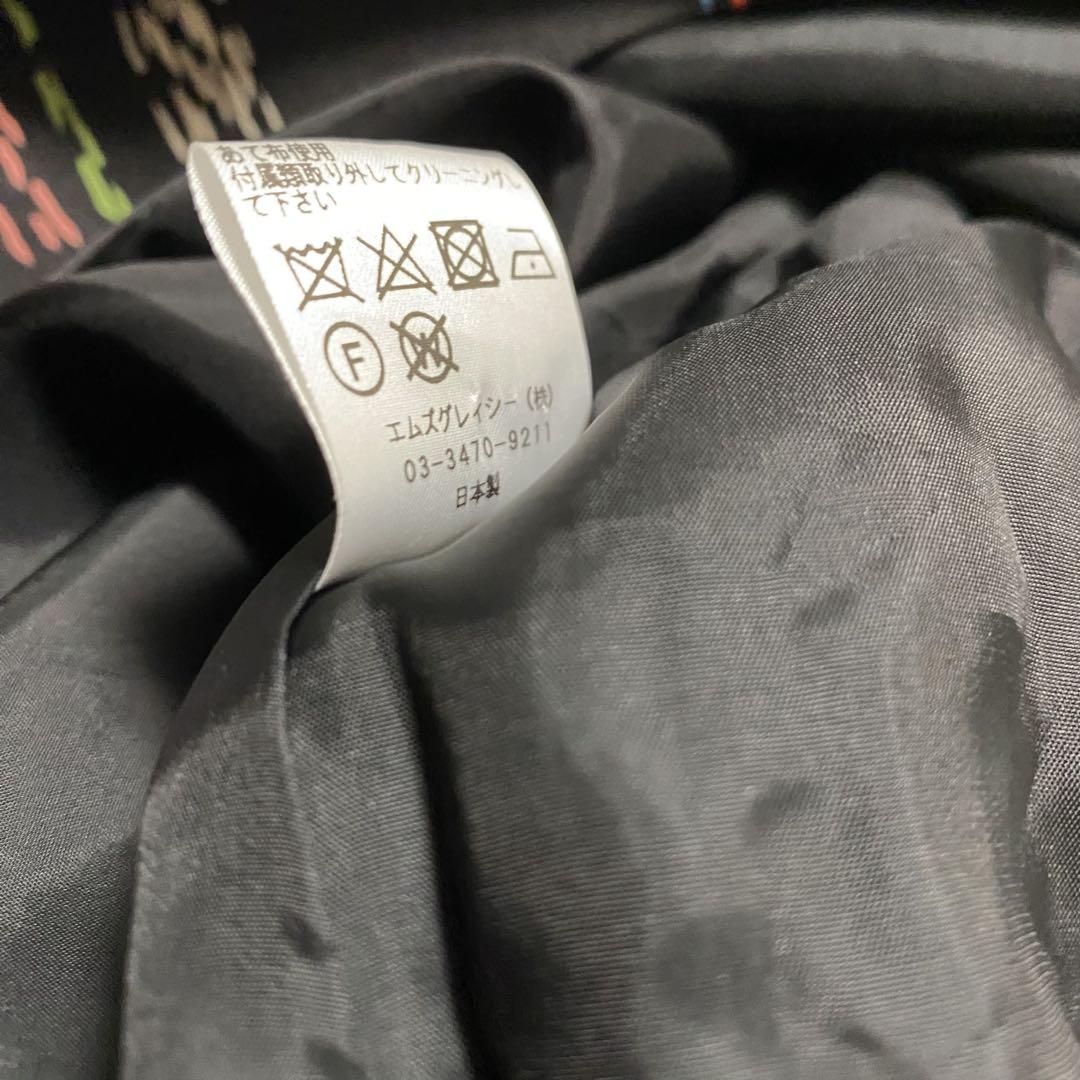 あて布使用
付属類取り外してクリーニングし
て下さい
F
W
エムズグレイシー(株)
03-3470-9211
日本製